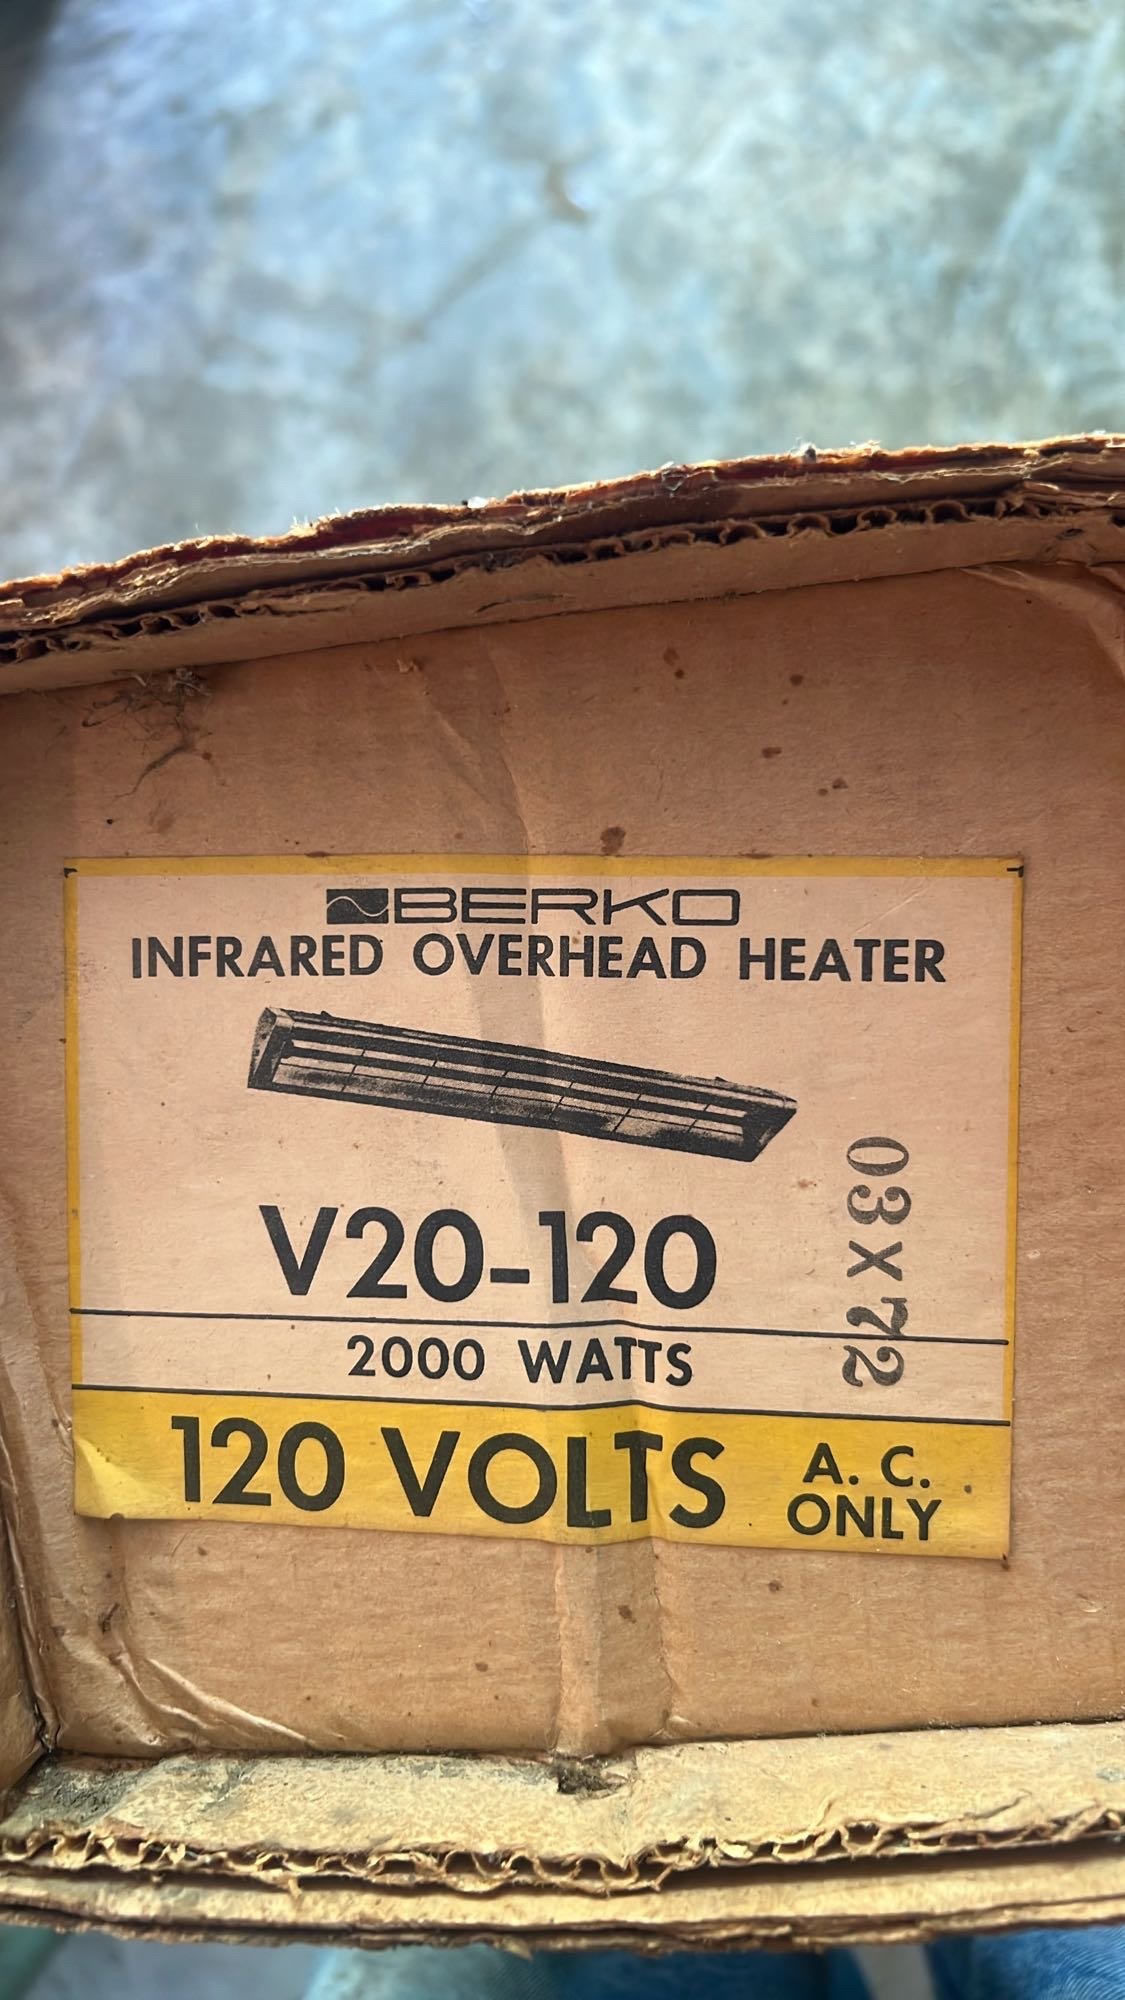 BERKO
INFRARED OVERHEAD HEATER
V20-120
03X72
2000 WATTS
120 VOLTS
A. C.
ONLY